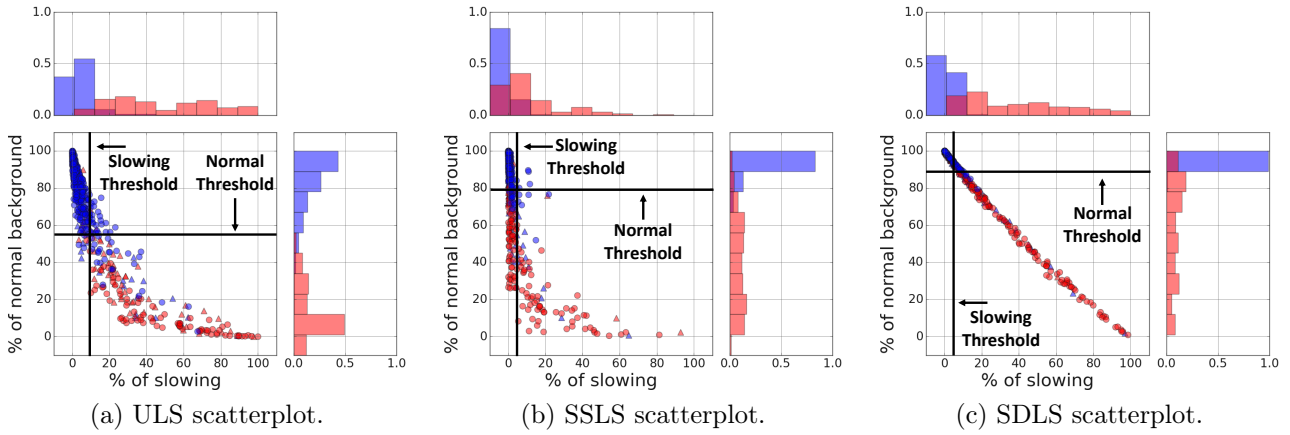 1.0
0.5
0.0
% of normal background
100
80
60
40
20
0
Slowing
Threshold
Normal
Threshold
0 20 40 60 80 100
% of slowing
0.0 0.5 1.0
(a) ULS scatterplot.
1.0
0.5
0.0
% of normal background
100
80
60
40
20
0
Slowing
Threshold
Normal
Threshold
0 20 40 60 80 100
% of slowing
0.0 0.5 1.0
(b) SSLS scatterplot.
1.0
0.5
0.0
% of normal background
100
80
60
40
20
0
Normal
Threshold
Slowing
Threshold
0 20 40 60 80 100
% of slowing
0.0 0.5 1.0
(c) SDLS scatterplot.